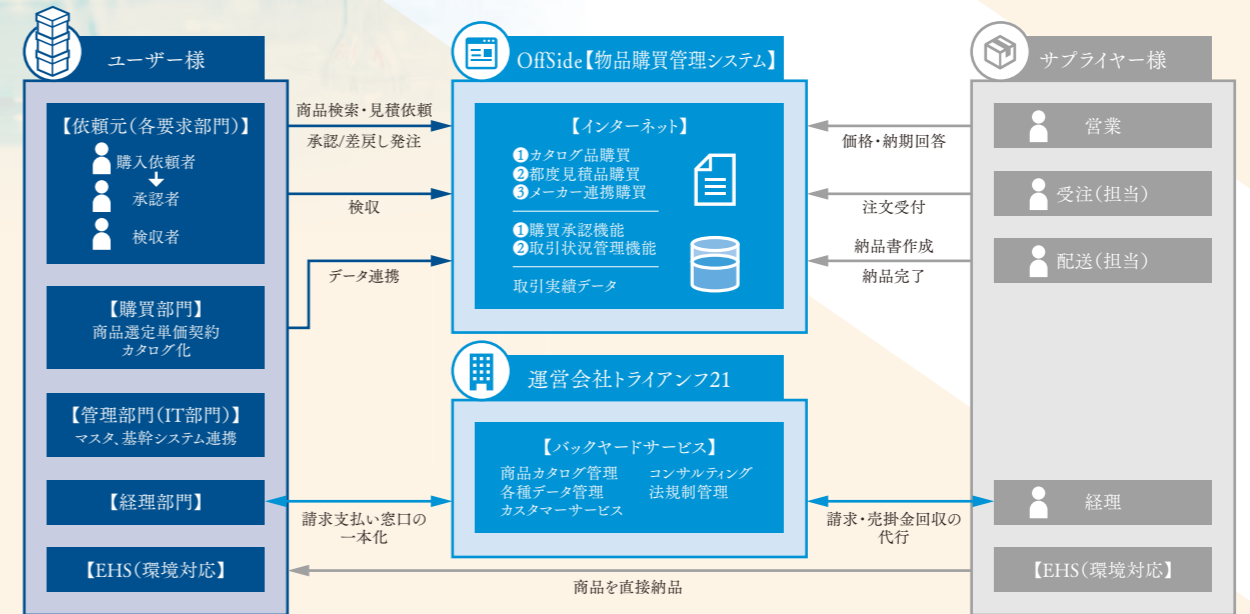 ユーザー様
【依頼元(各要求部門)】
購入依頼者
承認者
検収者
【購買部門】
商品選定単価契約
カタログ化
【管理部門(IT部門)】
マスタ、基幹システム連携
【経理部門】
【EHS(環境対応)】
商品検索・見積依頼
承認/差戻し発注
検収
データ連携
請求支払い窓口の
一本化
OffSide【物品購買管理システム】
【インターネット】
❶カタログ品購買
❷都度見積品購買
❸メーカー連携購買
❶購買承認機能
❷取引状況管理機能
取引実績データ
運営会社トライアンフ21
【バックヤードサービス】
商品カタログ管理 コンサルティング
各種データ管理 法規制管理
カスタマーサービス
価格・納期回答
注文受付
納品書作成
納品完了
請求・売掛金回収の
代行
商品を直接納品
サプライヤー様
営業
受注(担当)
配送(担当)
経理
【EHS(環境対応)】